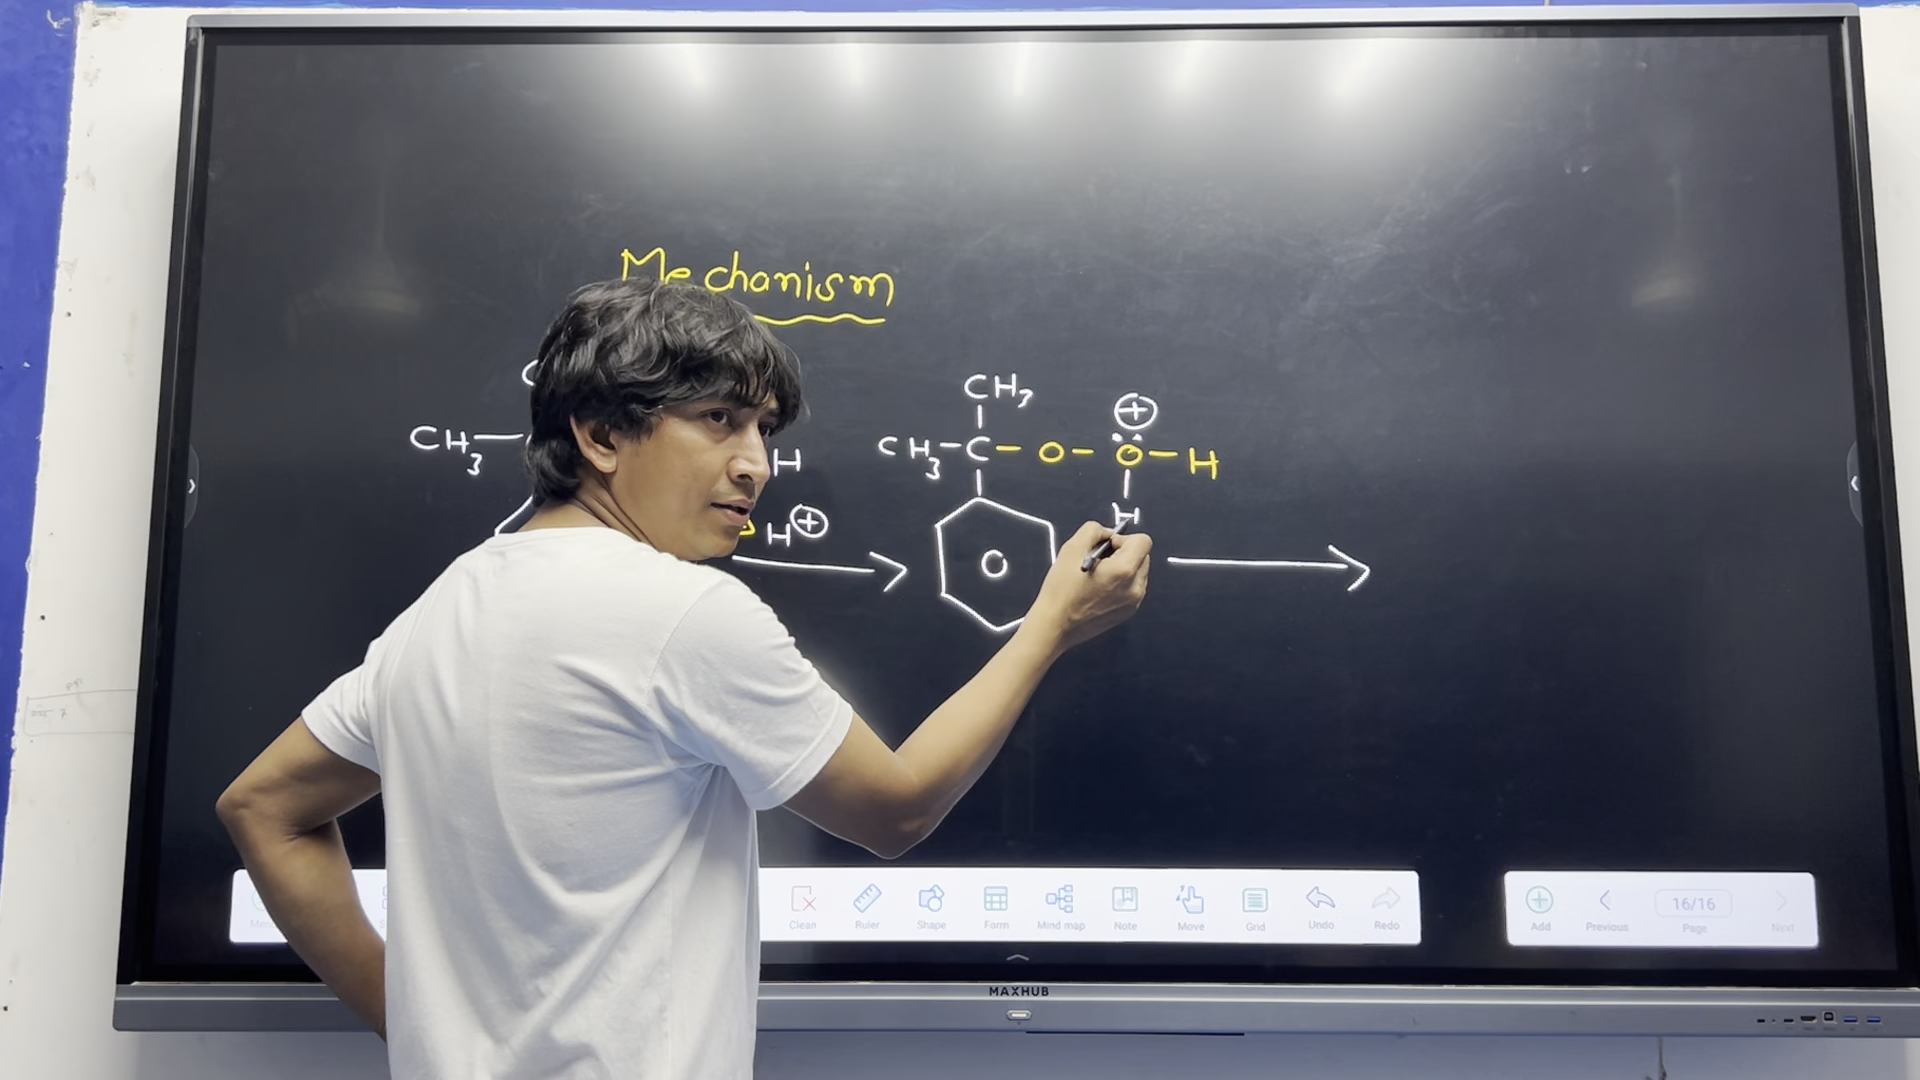 Mechanism
CH3 CH3
CH3 — H CH3 – C – O – O – H
⊕
H⊕ H
O
Clean Ruler Shape Form Mind map Note Move Grid Undo Redo
Add Previous 16/16 Page Next
MAXHUB